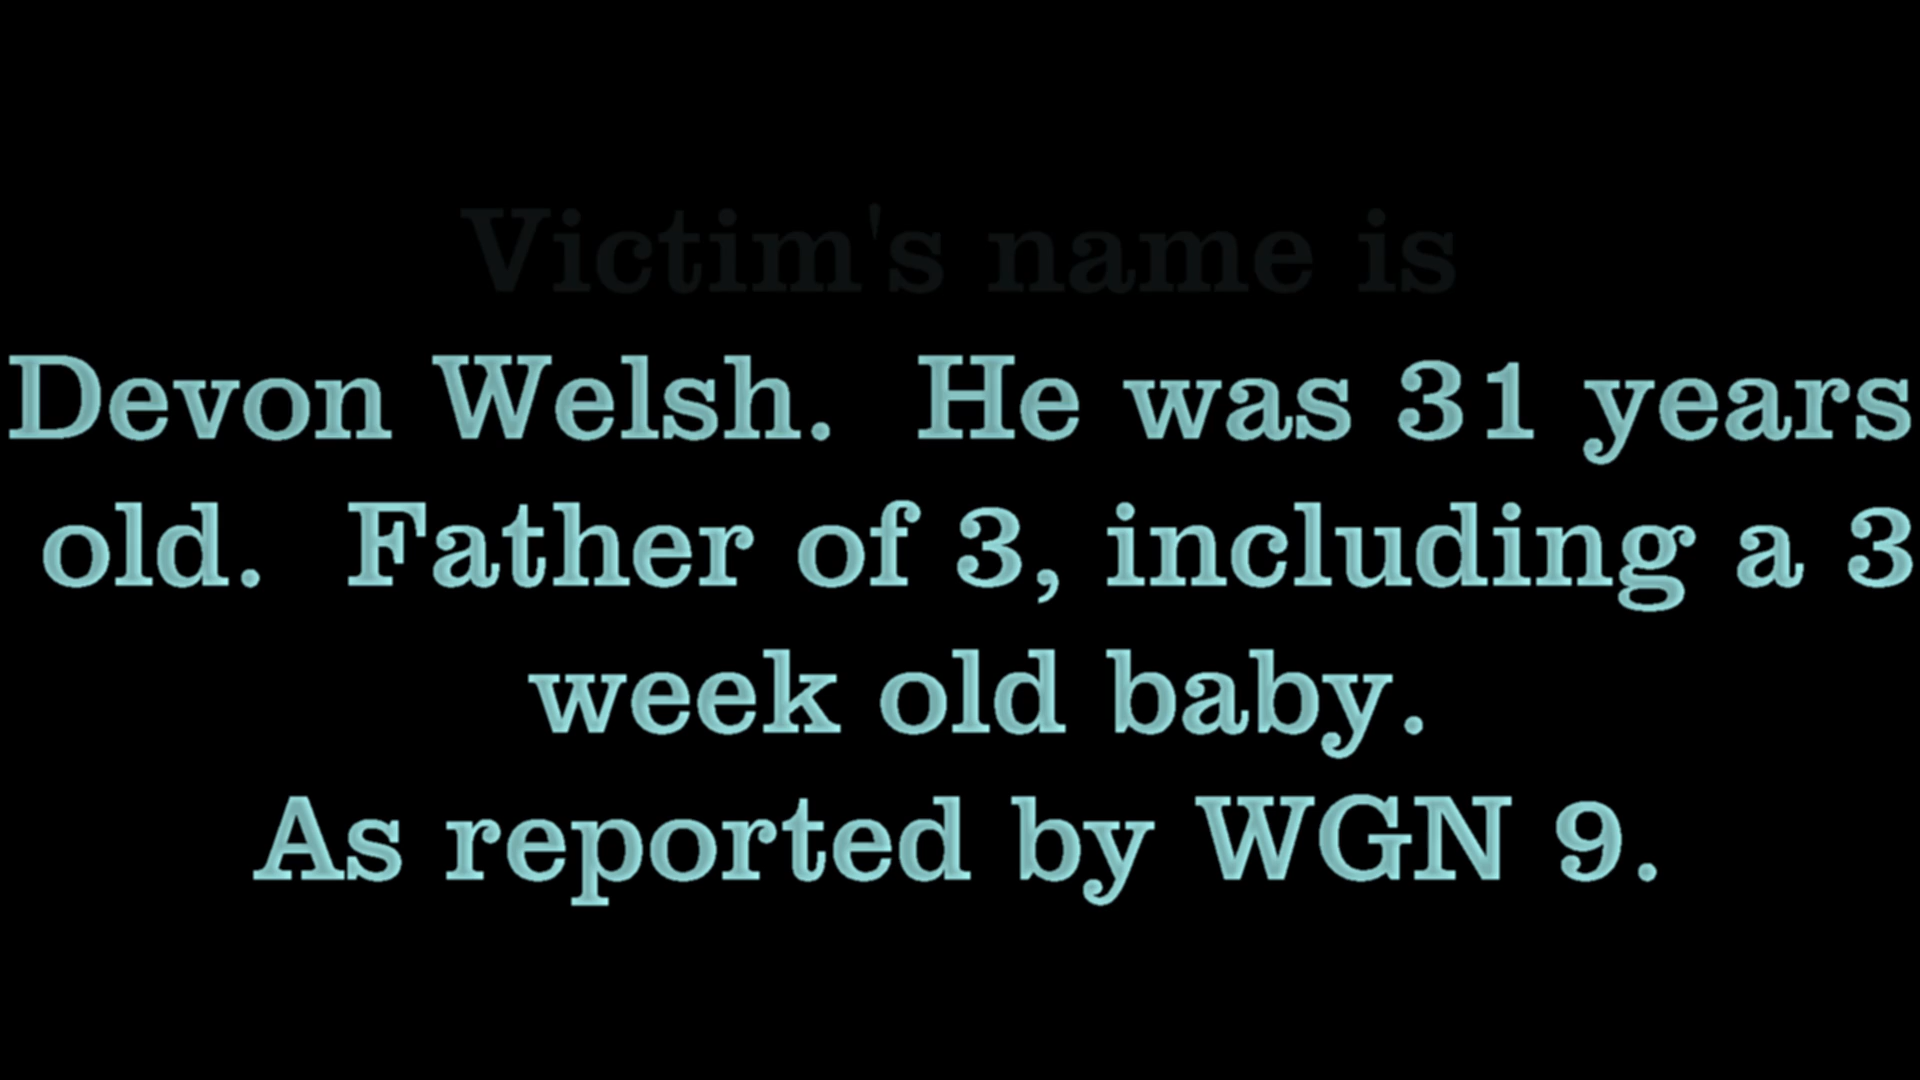 Victim's name is
Devon Welsh.  He was 31 years
old.  Father of 3, including a 3
week old baby.
As reported by WGN 9.